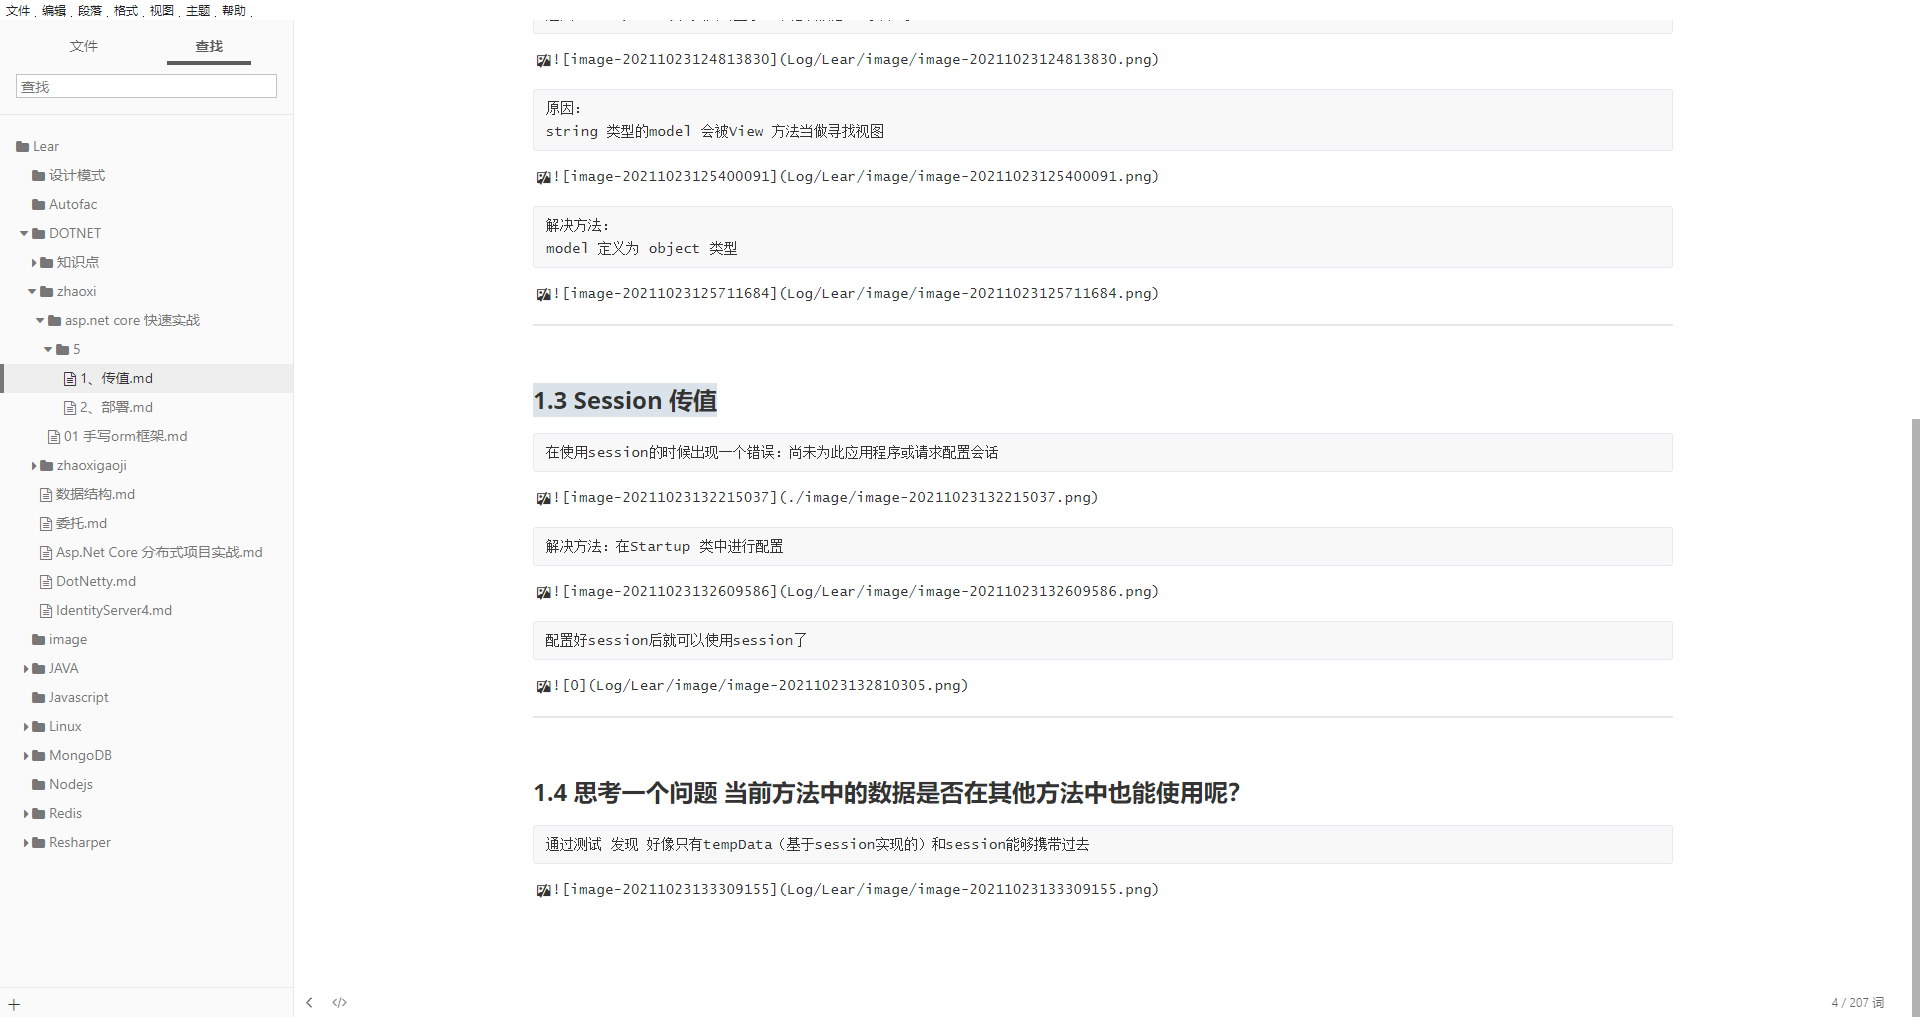 文件 编辑 段落 格式 视图 主题 帮助
文件 查找
查找
Lear
设计模式
Autofac
DOTNET
知识点
zhaoxi
asp.net core 快速实战
5
1、传值.md
2、部署.md
01 手写orm框架.md
zhaoxigaoji
数据结构.md
委托.md
Asp.Net Core 分布式项目实战.md
DotNetty.md
IdentityServer4.md
image
JAVA
Javascript
Linux
MongoDB
Nodejs
Redis
Resharper
![image-20211023124813830](Log/Lear/image/image-20211023124813830.png)
原因：
string 类型的model 会被View 方法当做寻找视图
![image-20211023125400091](Log/Lear/image/image-20211023125400091.png)
解决方法：
model 定义为 object 类型
![image-20211023125711684](Log/Lear/image/image-20211023125711684.png)
1.3 Session 传值
在使用session的时候出现一个错误：尚未为此应用程序或请求配置会话
![image-20211023132215037](./image/image-20211023132215037.png)
解决方法：在Startup 类中进行配置
![image-20211023132609586](Log/Lear/image/image-20211023132609586.png)
配置好session后就可以使用session了
![0](Log/Lear/image/image-20211023132810305.png)
1.4 思考一个问题 当前方法中的数据是否在其他方法中也能使用呢？
通过测试 发现 好像只有tempData（基于session实现的）和session能够携带过去
![image-20211023133309155](Log/Lear/image/image-20211023133309155.png)
4 / 207 词